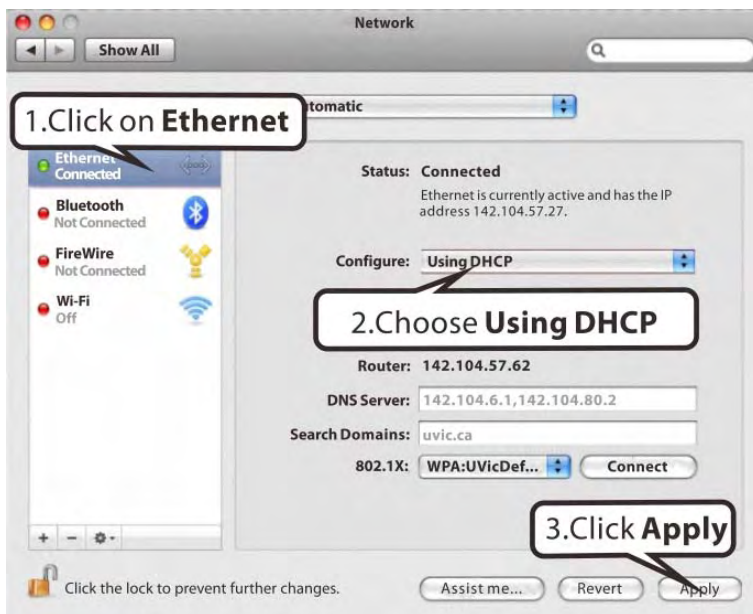 Network
Show All
1.Click on Ethernet
utomatic
Ethernet
Connected
Bluetooth
Not Connected
FireWire
Not Connected
Wi-Fi
Off
Status: Connected
Ethernet is currently active and has the IP
address 142.104.57.27.
Configure: Using DHCP
2.Choose Using DHCP
Router: 142.104.57.62
DNS Server: 142.104.6.1,142.104.80.2
Search Domains: uvic.ca
802.1X: WPA:UVicDef... Connect
3.Click Apply
Click the lock to prevent further changes.
Assist me... Revert Apply